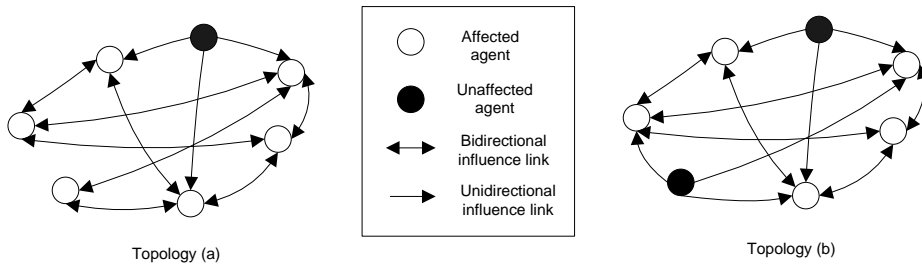 Affected
agent
Unaffected
agent
Bidirectional
influence link
Unidirectional
influence link
Topology (a)
Topology (b)